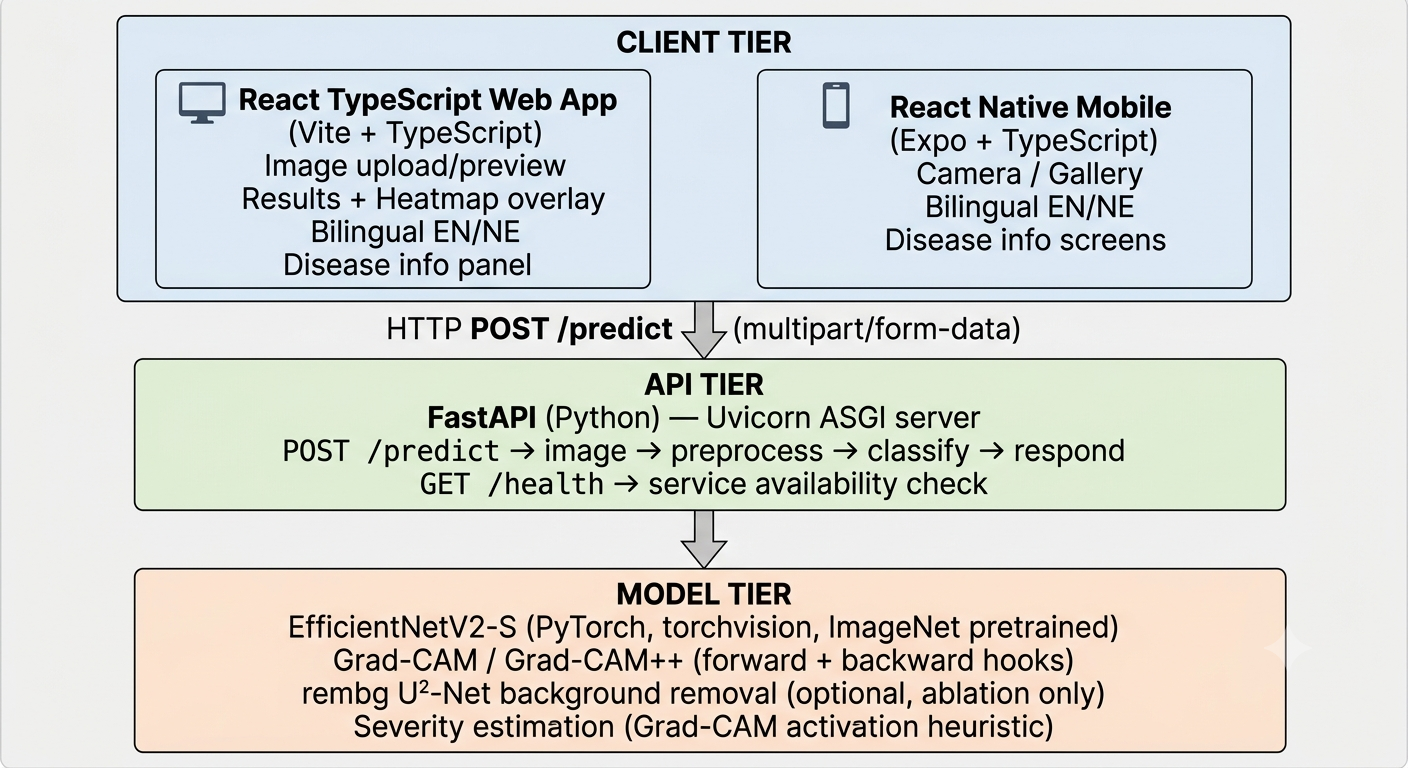 CLIENT TIER
React TypeScript Web App
(Vite + TypeScript)
Image upload/preview
Results + Heatmap overlay
Bilingual EN/NE
Disease info panel
React Native Mobile
(Expo + TypeScript)
Camera / Gallery
Bilingual EN/NE
Disease info screens
HTTP POST /predict (multipart/form-data)
API TIER
FastAPI (Python) — Uvicorn ASGI server
POST /predict → image → preprocess → classify → respond
GET /health → service availability check
MODEL TIER
EfficientNetV2-S (PyTorch, torchvision, ImageNet pretrained)
Grad-CAM / Grad-CAM++ (forward + backward hooks)
rembg U²-Net background removal (optional, ablation only)
Severity estimation (Grad-CAM activation heuristic)